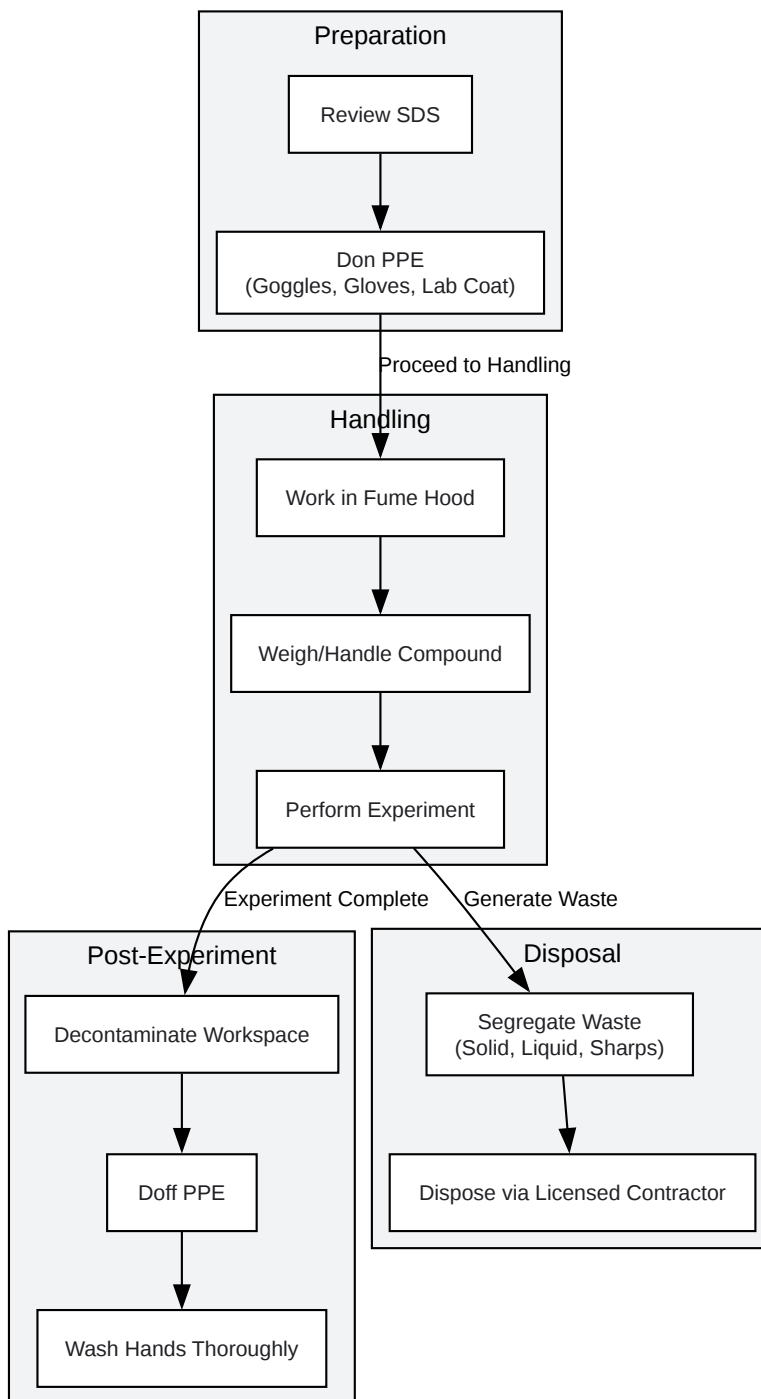 Preparation
Review SDS
Don PPE
(Goggles, Gloves, Lab Coat)
Proceed to Handling
Handling
Work in Fume Hood
Weigh/Handle Compound
Perform Experiment
Experiment Complete
Generate Waste
Post-Experiment
Decontaminate Workspace
Doff PPE
Wash Hands Thoroughly
Disposal
Segregate Waste
(Solid, Liquid, Sharps)
Dispose via Licensed Contractor